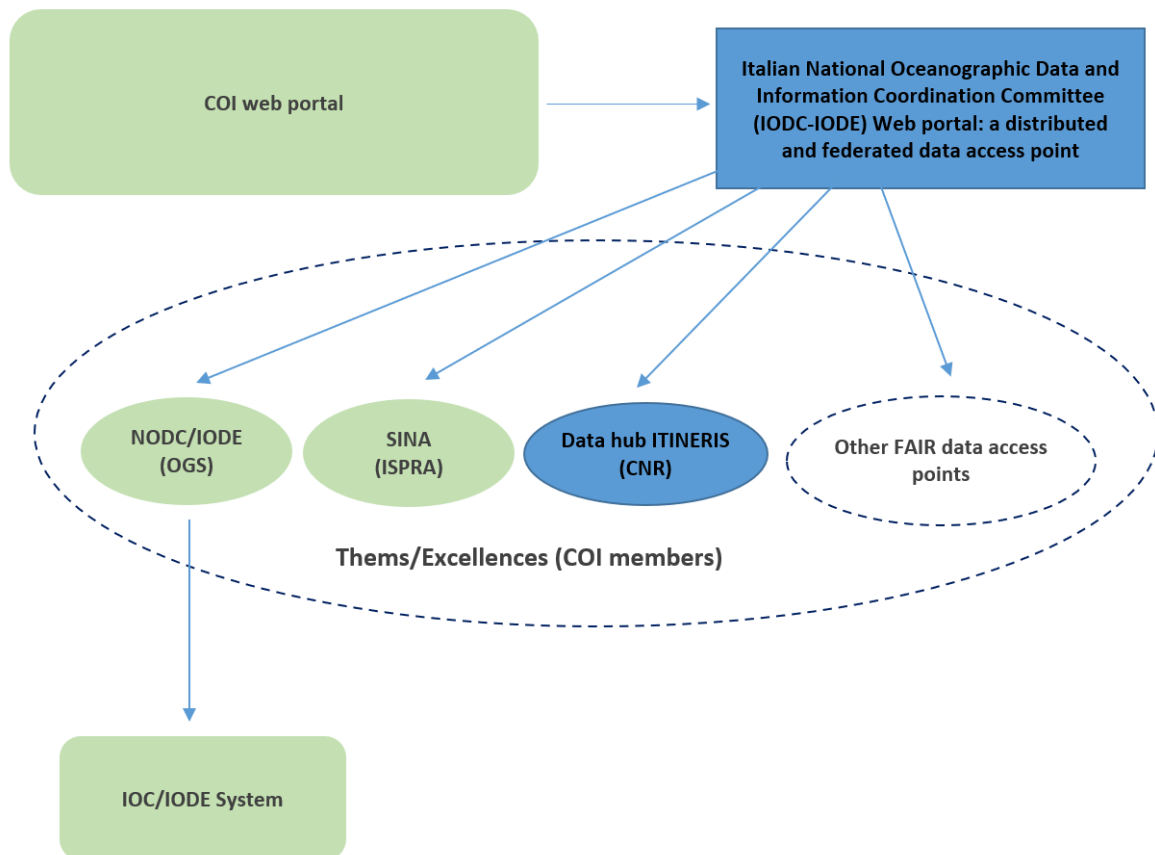 COI web portal
Italian National Oceanographic Data and
Information Coordination Committee
(IODC-IODE) Web portal: a distributed
and federated data access point
NODC/IODE
(OGS)
SINA
(ISPRA)
Data hub ITINERIS
(CNR)
Other FAIR data access
points
Thems/Excellences (COI members)
IOC/IODE System